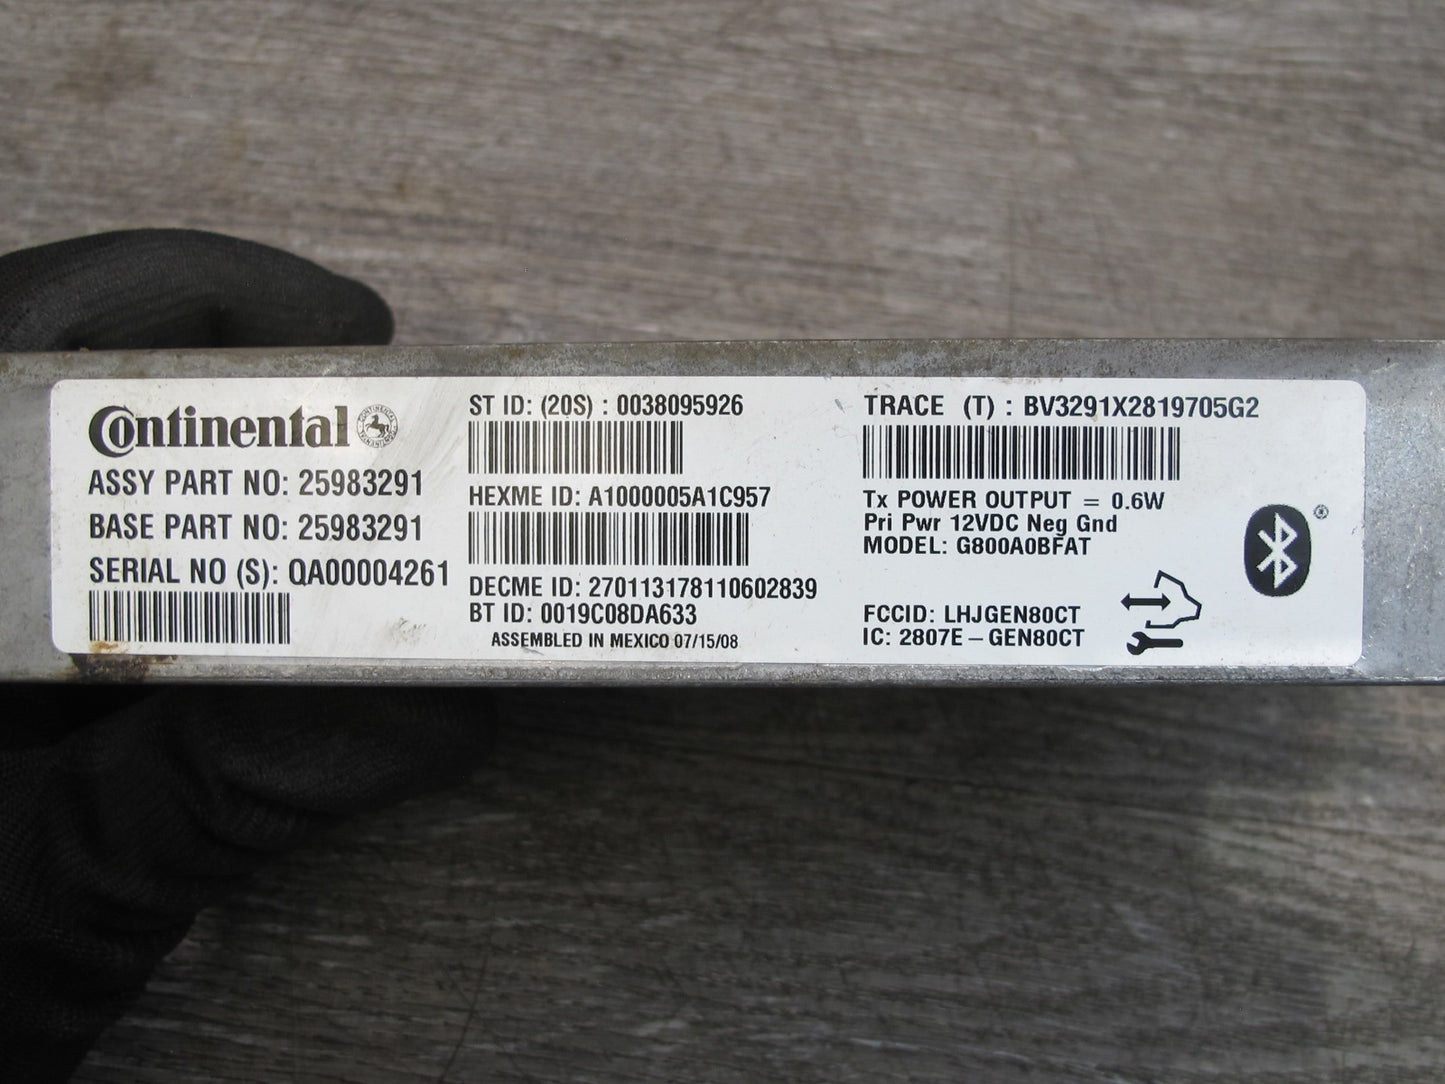 Continental
CONTINENTAL CONTINENTAL
ASSY PART NO: 25983291
BASE PART NO: 25983291
SERIAL NO (S): QA00004261
ST ID: (20S) : 0038095926
HEXME ID: A1000005A1C957
DECME ID: 270113178110602839
BT ID: 0019C08DA633
ASSEMBLED IN MEXICO 07/15/08
TRACE (T) : BV3291X2819705G2
Tx POWER OUTPUT = 0.6W
Pri Pwr 12VDC Neg Gnd
MODEL: G800A0BFAT
FCCID: LHJGEN80CT
IC: 2807E – GEN80CT
®